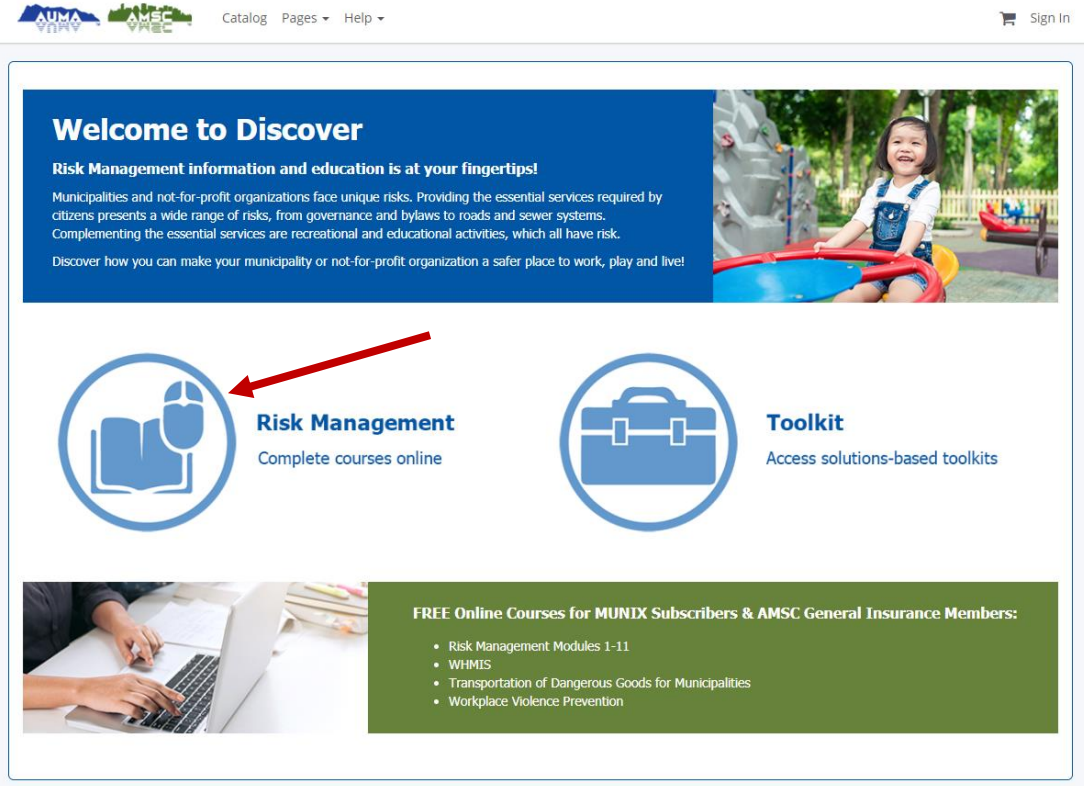 AUMA AMSC Catalog Pages Help Sign In
Welcome to Discover
Risk Management information and education is at your fingertips!
Municipalities and not-for-profit organizations face unique risks. Providing the essential services required by
citizens presents a wide range of risks, from governance and bylaws to roads and sewer systems.
Complementing the essential services are recreational and educational activities, which all have risk.
Discover how you can make your municipality or not-for-profit organization a safer place to work, play and live!
Risk Management
Complete courses online
Toolkit
Access solutions-based toolkits
FREE Online Courses for MUNIX Subscribers & AMSC General Insurance Members:
• Risk Management Modules 1-11
• WHMIS
• Transportation of Dangerous Goods for Municipalities
• Workplace Violence Prevention